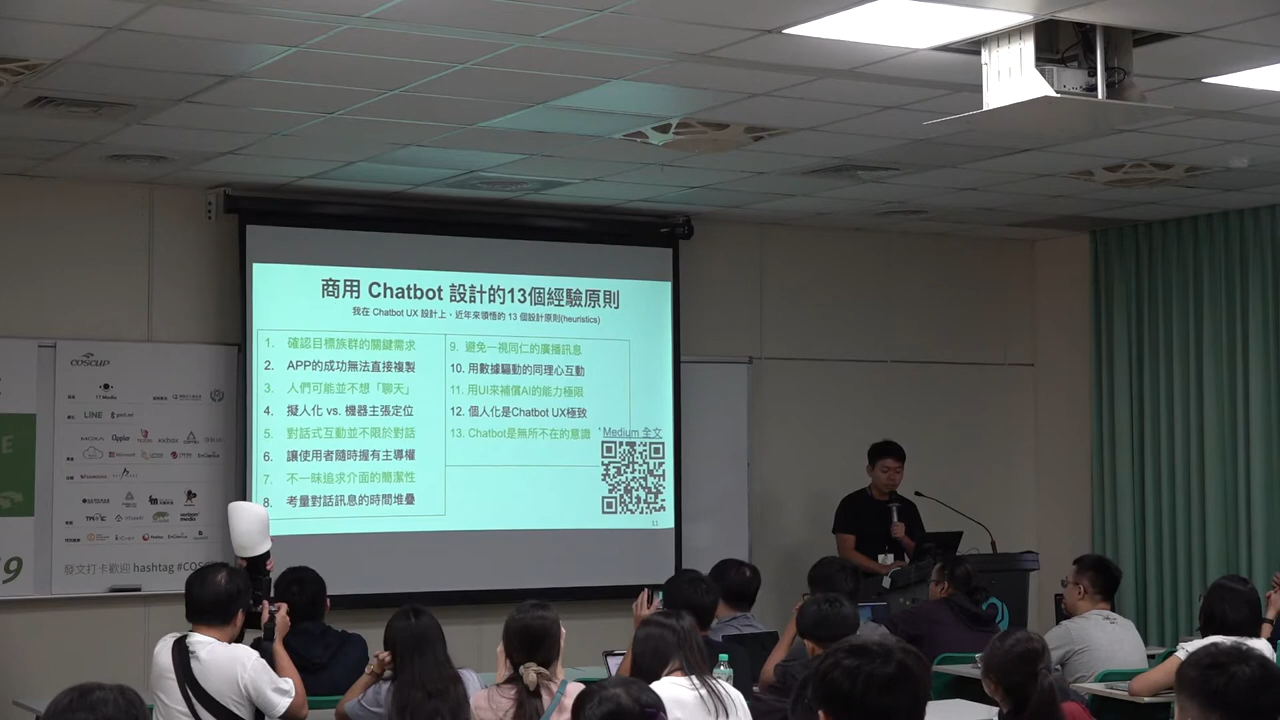 商用 Chatbot 設計的13個經驗原則
我在 Chatbot UX 設計上，近年來領悟的 13 個設計原則(heuristics)
1. 確認目標族群的關鍵需求
2. APP的成功無法直接複製
3. 人們可能並不想「聊天」
4. 擬人化 vs. 機器主張定位
5. 對話式互動並不限於對話
6. 讓使用者隨時握有主導權
7. 不一味追求介面的簡潔性
8. 考量對話訊息的時間堆疊
9. 避免一視同仁的廣播訊息
10. 用數據驅動的同理心互動
11. 用UI來補償AI的能力極限
12. 個人化是Chatbot UX極致
13. Chatbot是無所不在的意識
Medium 全文
11
COSCUP
LINE
發文打卡歡迎 hashtag #COSC
E
9